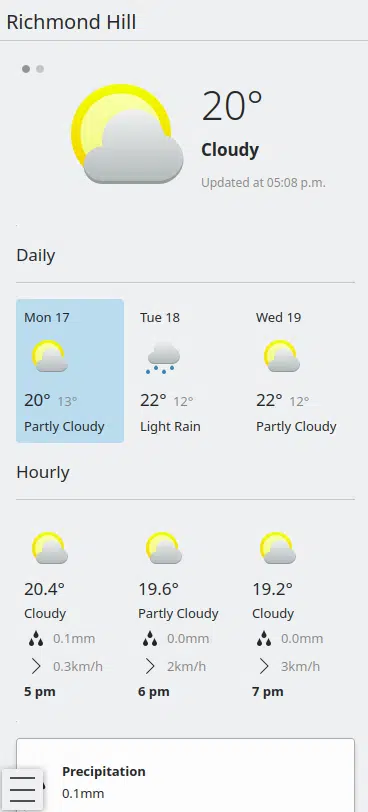 Richmond Hill
20°
Cloudy
Updated at 05:08 p.m.
Daily
Mon 17 Tue 18 Wed 19
20° 13° 22° 12° 22° 12°
Partly Cloudy Light Rain Partly Cloudy
Hourly
20.4° 19.6° 19.2°
Cloudy Partly Cloudy Cloudy
0.1mm 0.0mm 0.0mm
0.3km/h 2km/h 3km/h
5 pm 6 pm 7 pm
Precipitation
0.1mm